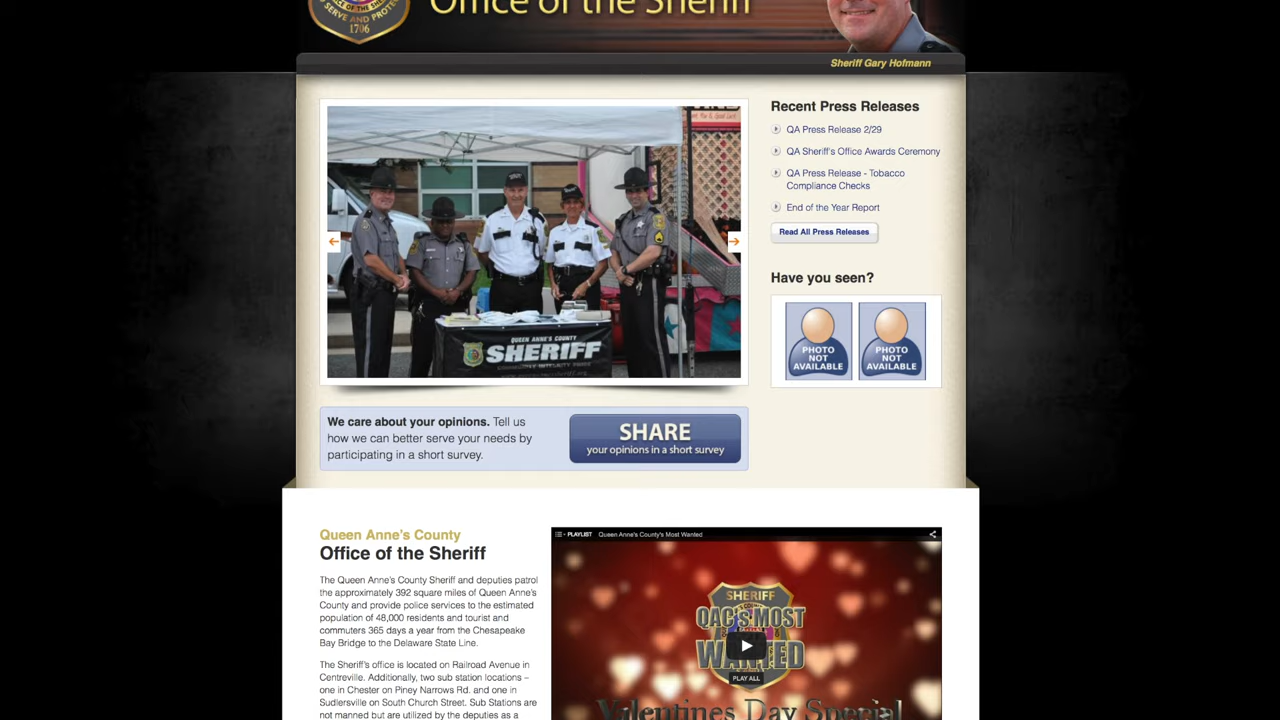 Office of the Sheriff
SERVE AND PROTECT
1706
Sheriff Gary Hofmann
Recent Press Releases
QA Press Release 2/29
QA Sheriff's Office Awards Ceremony
QA Press Release - Tobacco
Compliance Checks
End of the Year Report
Read All Press Releases
Have you seen?
PHOTO
NOT
AVAILABLE
PHOTO
NOT
AVAILABLE
QUEEN ANNE'S COUNTY
SHERIFF
We care about your opinions. Tell us
how we can better serve your needs by
participating in a short survey.
SHARE
your opinions in a short survey
Queen Anne's County
Office of the Sheriff
The Queen Anne's County Sheriff and deputies patrol
the approximately 392 square miles of Queen Anne's
County and provide police services to the estimated
population of 48,000 residents and tourist and
commuters 365 days a year from the Chesapeake
Bay Bridge to the Delaware State Line.
The Sheriff's office is located on Railroad Avenue in
Centreville. Additionally, two sub station locations –
one in Chester on Piney Narrows Rd. and one in
Sudlersville on South Church Street. Sub Stations are
not manned but are utilized by the deputies as a
PLAYLIST Queen Anne's County's Most Wanted
SHERIFF
QAC'S MOST
WANTED
PLAY ALL
Valentines Day Special